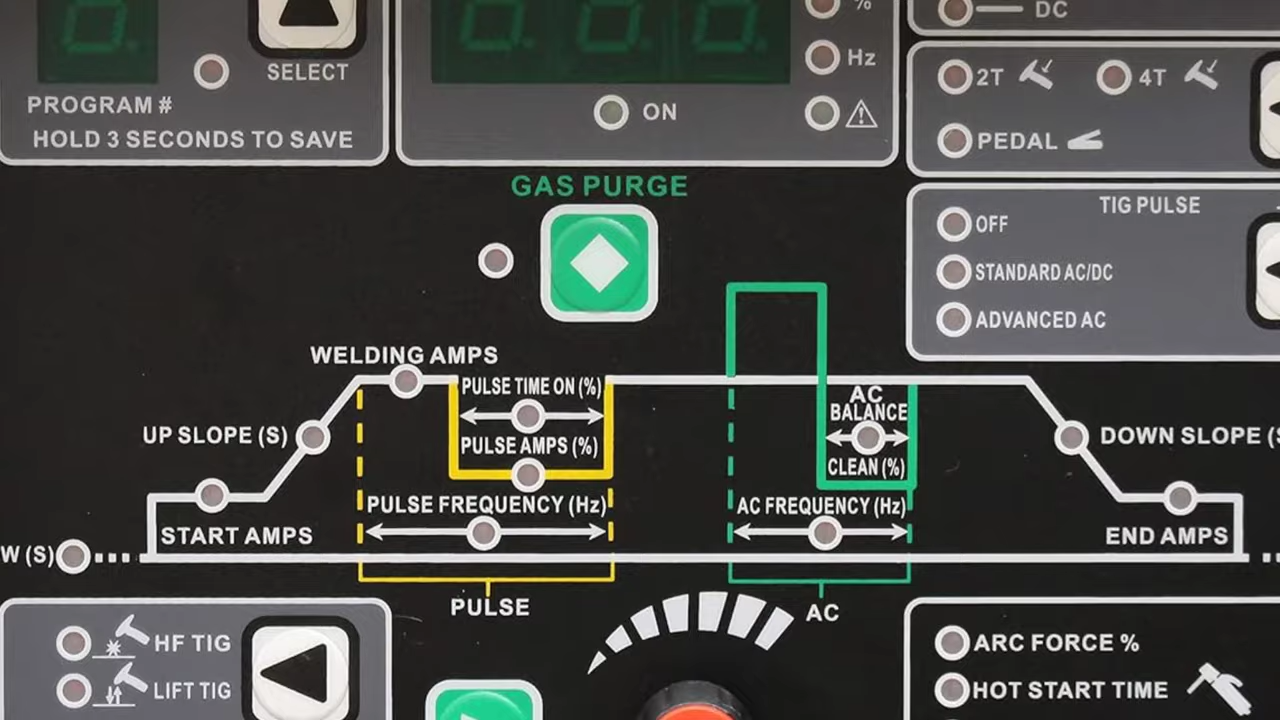 %
DC
Hz
SELECT
2T
4T
PROGRAM #
ON
HOLD 3 SECONDS TO SAVE
PEDAL
GAS PURGE
TIG PULSE
OFF
STANDARD AC/DC
ADVANCED AC
WELDING AMPS
PULSE TIME ON (%)
AC
BALANCE
UP SLOPE (S)
PULSE AMPS (%)
DOWN SLOPE (S
CLEAN (%)
PULSE FREQUENCY (Hz)
AC FREQUENCY (Hz)
START AMPS
END AMPS
W (S)
PULSE
AC
HF TIG
ARC FORCE %
LIFT TIG
HOT START TIME